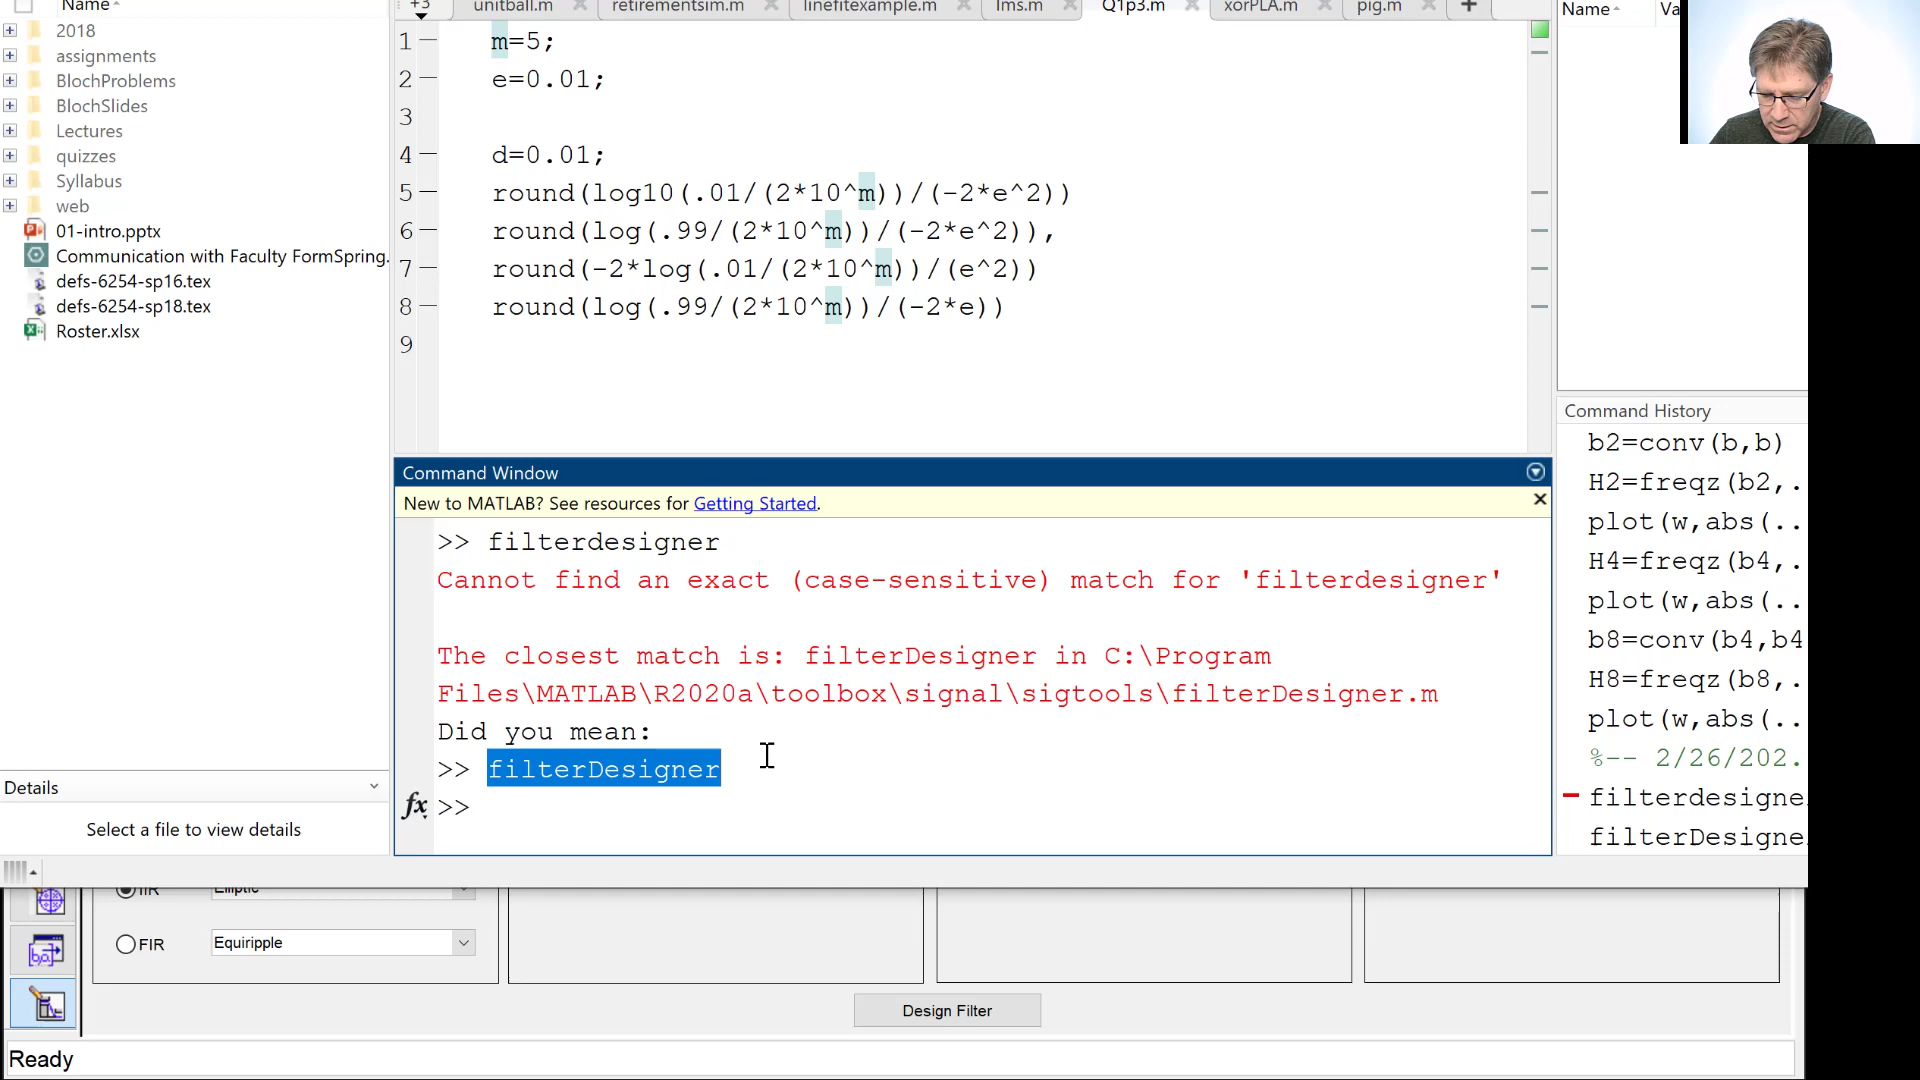 Name
2018
assignments
BlochProblems
BlochSlides
Lectures
quizzes
Syllabus
web
01-intro.pptx
Communication with Faculty FormSpring.
defs-6254-sp16.tex
defs-6254-sp18.tex
Roster.xlsx
Details
Select a file to view details
+3 unitball.m retirementsim.m linefitexample.m lms.m Q1p3.m xorPLA.m pig.m +
1 m=5;
2 e=0.01;
3
4 d=0.01;
5 round(log10(.01/(2*10^m))/(-2*e^2))
6 round(log(.99/(2*10^m))/(-2*e^2)),
7 round(-2*log(.01/(2*10^m))/(e^2))
8 round(log(.99/(2*10^m))/(-2*e))
9
Command Window
New to MATLAB? See resources for Getting Started.
>> filterdesigner
Cannot find an exact (case-sensitive) match for 'filterdesigner'
The closest match is: filterDesigner in C:\Program
Files\MATLAB\R2020a\toolbox\signal\sigtools\filterDesigner.m
Did you mean:
>> filterDesigner
fx >>
Name Va
Command History
b2=conv(b,b)
H2=freqz(b2,.
plot(w,abs(..
H4=freqz(b4,.
plot(w,abs(..
b8=conv(b4,b4
H8=freqz(b8,.
plot(w,abs(..
%-- 2/26/202.
filterdesigne
filterDesigne
IIR Elliptic
FIR Equiripple
Design Filter
Ready